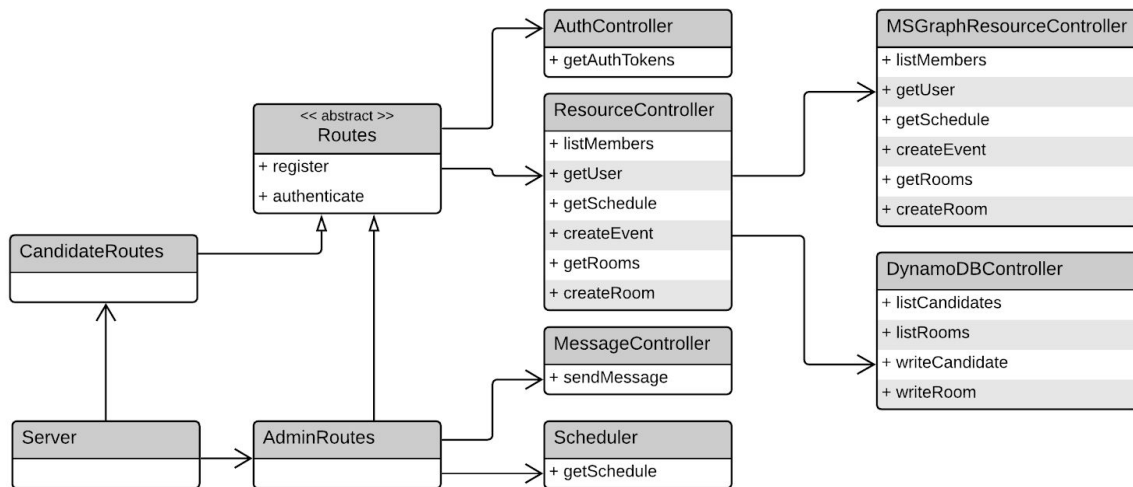 AuthController
+ getAuthTokens
MSGraphResourceController
+ listMembers
+ getUser
+ getSchedule
+ createEvent
+ getRooms
+ createRoom
<< abstract >>
Routes
+ register
+ authenticate
ResourceController
+ listMembers
+ getUser
+ getSchedule
+ createEvent
+ getRooms
+ createRoom
CandidateRoutes
DynamoDBController
+ listCandidates
+ listRooms
+ writeCandidate
+ writeRoom
MessageController
+ sendMessage
Server
AdminRoutes
Scheduler
+ getSchedule